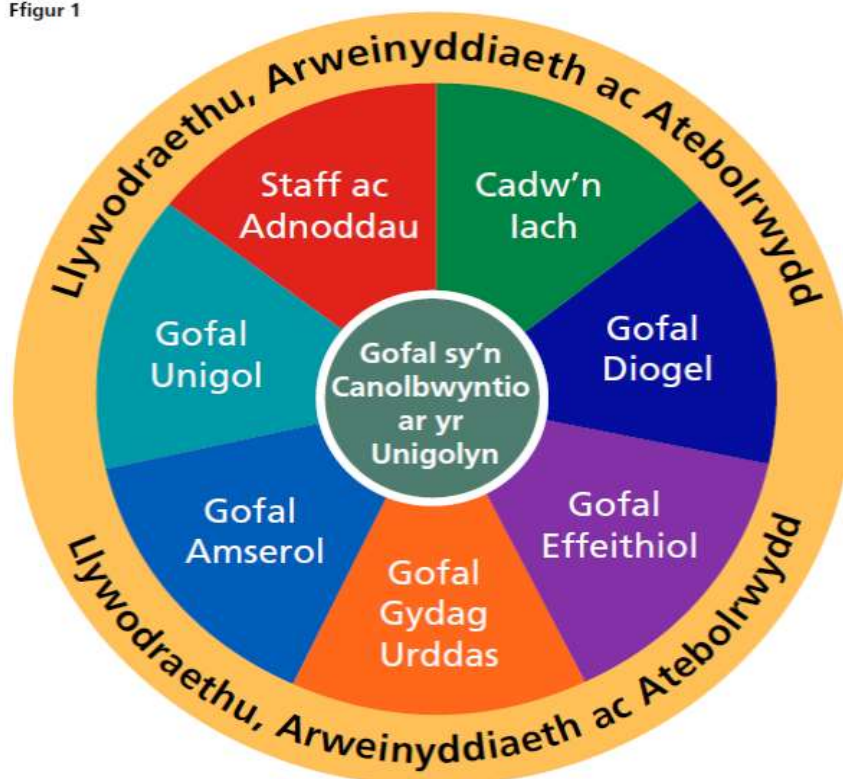 Ffigur 1
Llywodraethu, Arweinyddiaeth ac Atebolrwydd
Staff ac
Adnoddau
Cadw'n
Iach
Gofal
Unigol
Gofal
Diogel
Gofal sy'n
Canolbwyntio
ar yr
Unigolyn
Gofal
Amserol
Gofal
Effeithiol
Gofal
Gydag
Urddas
Llywodraethu, Arweinyddiaeth ac Atebolrwydd